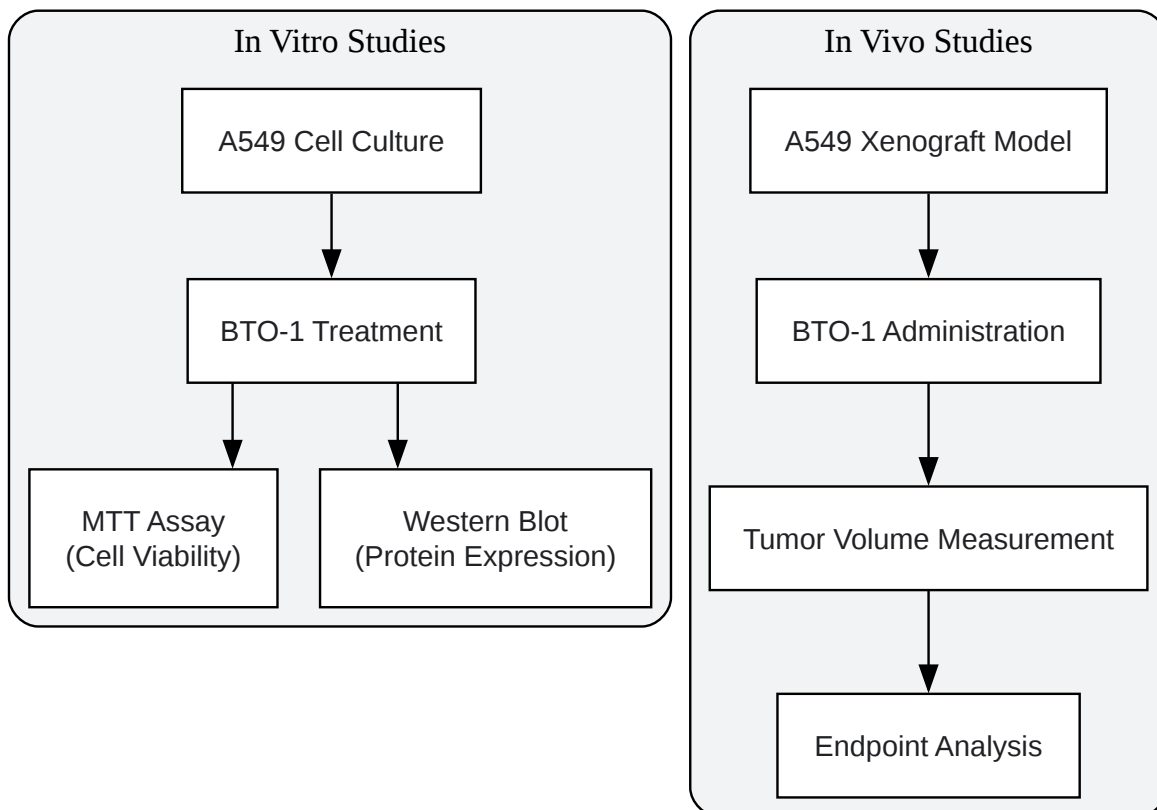 In Vitro Studies
A549 Cell Culture
BTO-1 Treatment
MTT Assay
(Cell Viability)
Western Blot
(Protein Expression)
In Vivo Studies
A549 Xenograft Model
BTO-1 Administration
Tumor Volume Measurement
Endpoint Analysis